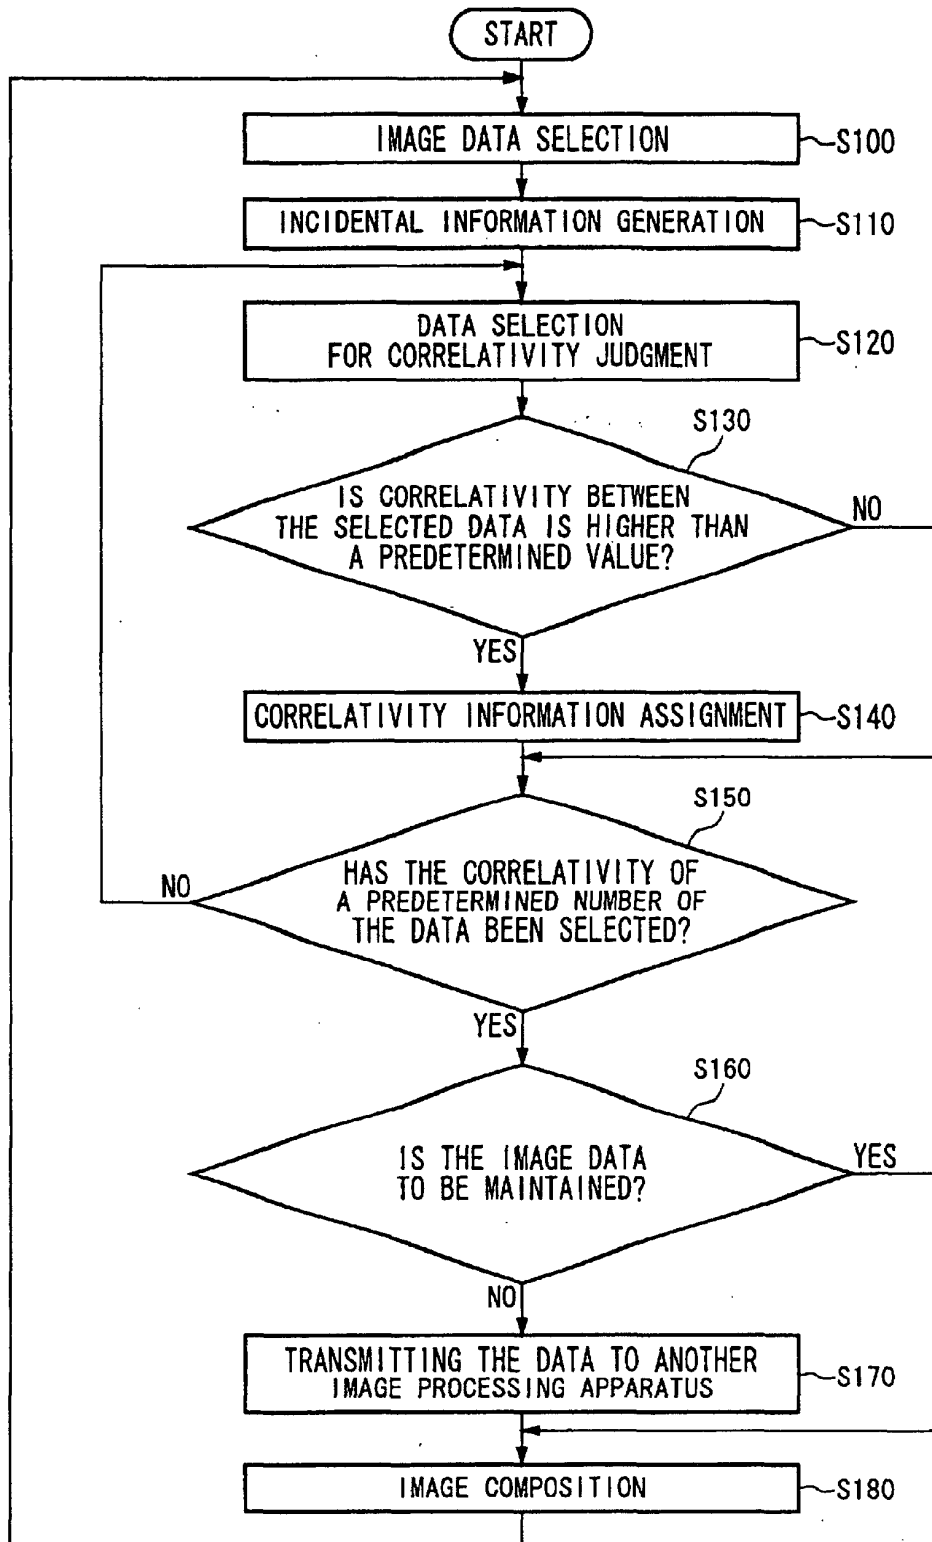 START
IMAGE DATA SELECTION
S100
INCIDENTAL INFORMATION GENERATION
S110
DATA SELECTION
FOR CORRELATIVITY JUDGMENT
S120
S130
IS CORRELATIVITY BETWEEN
THE SELECTED DATA IS HIGHER THAN
A PREDETERMINED VALUE?
NO
YES
CORRELATIVITY INFORMATION ASSIGNMENT
S140
S150
HAS THE CORRELATIVITY OF
A PREDETERMINED NUMBER OF
THE DATA BEEN SELECTED?
NO
YES
S160
IS THE IMAGE DATA
TO BE MAINTAINED?
YES
NO
TRANSMITTING THE DATA TO ANOTHER
IMAGE PROCESSING APPARATUS
S170
IMAGE COMPOSITION
S180